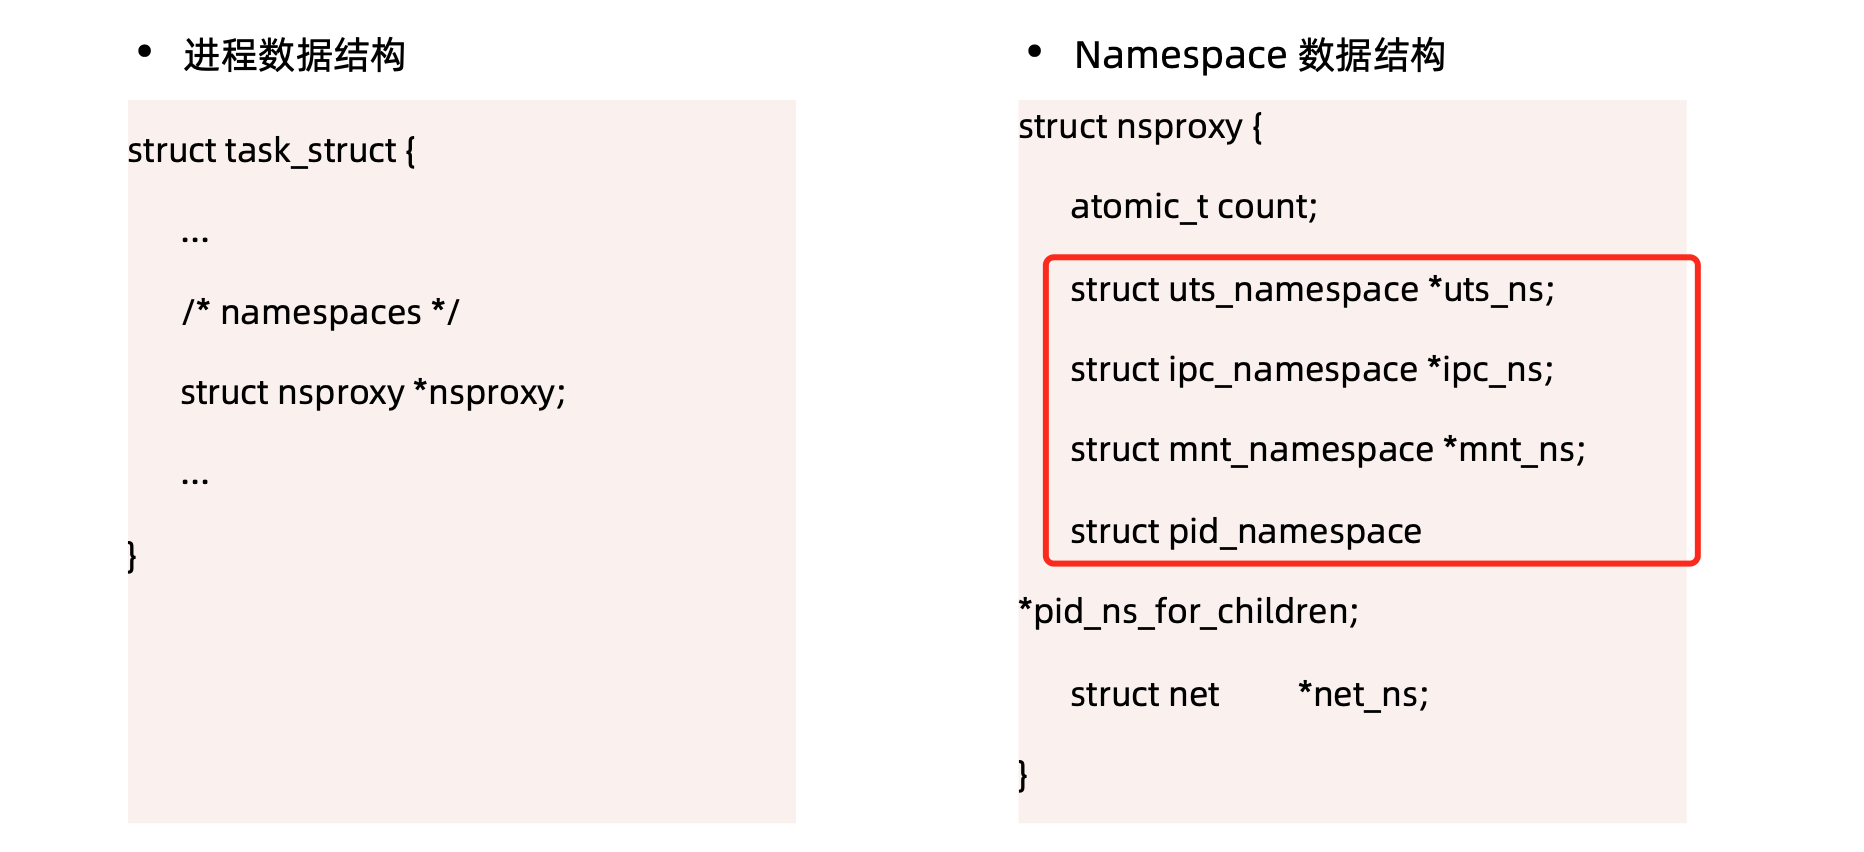 • 进程数据结构
struct task_struct {
...
/* namespaces */
struct nsproxy *nsproxy;
...
}
• Namespace 数据结构
struct nsproxy {
atomic_t count;
struct uts_namespace *uts_ns;
struct ipc_namespace *ipc_ns;
struct mnt_namespace *mnt_ns;
struct pid_namespace
*pid_ns_for_children;
struct net *net_ns;
}